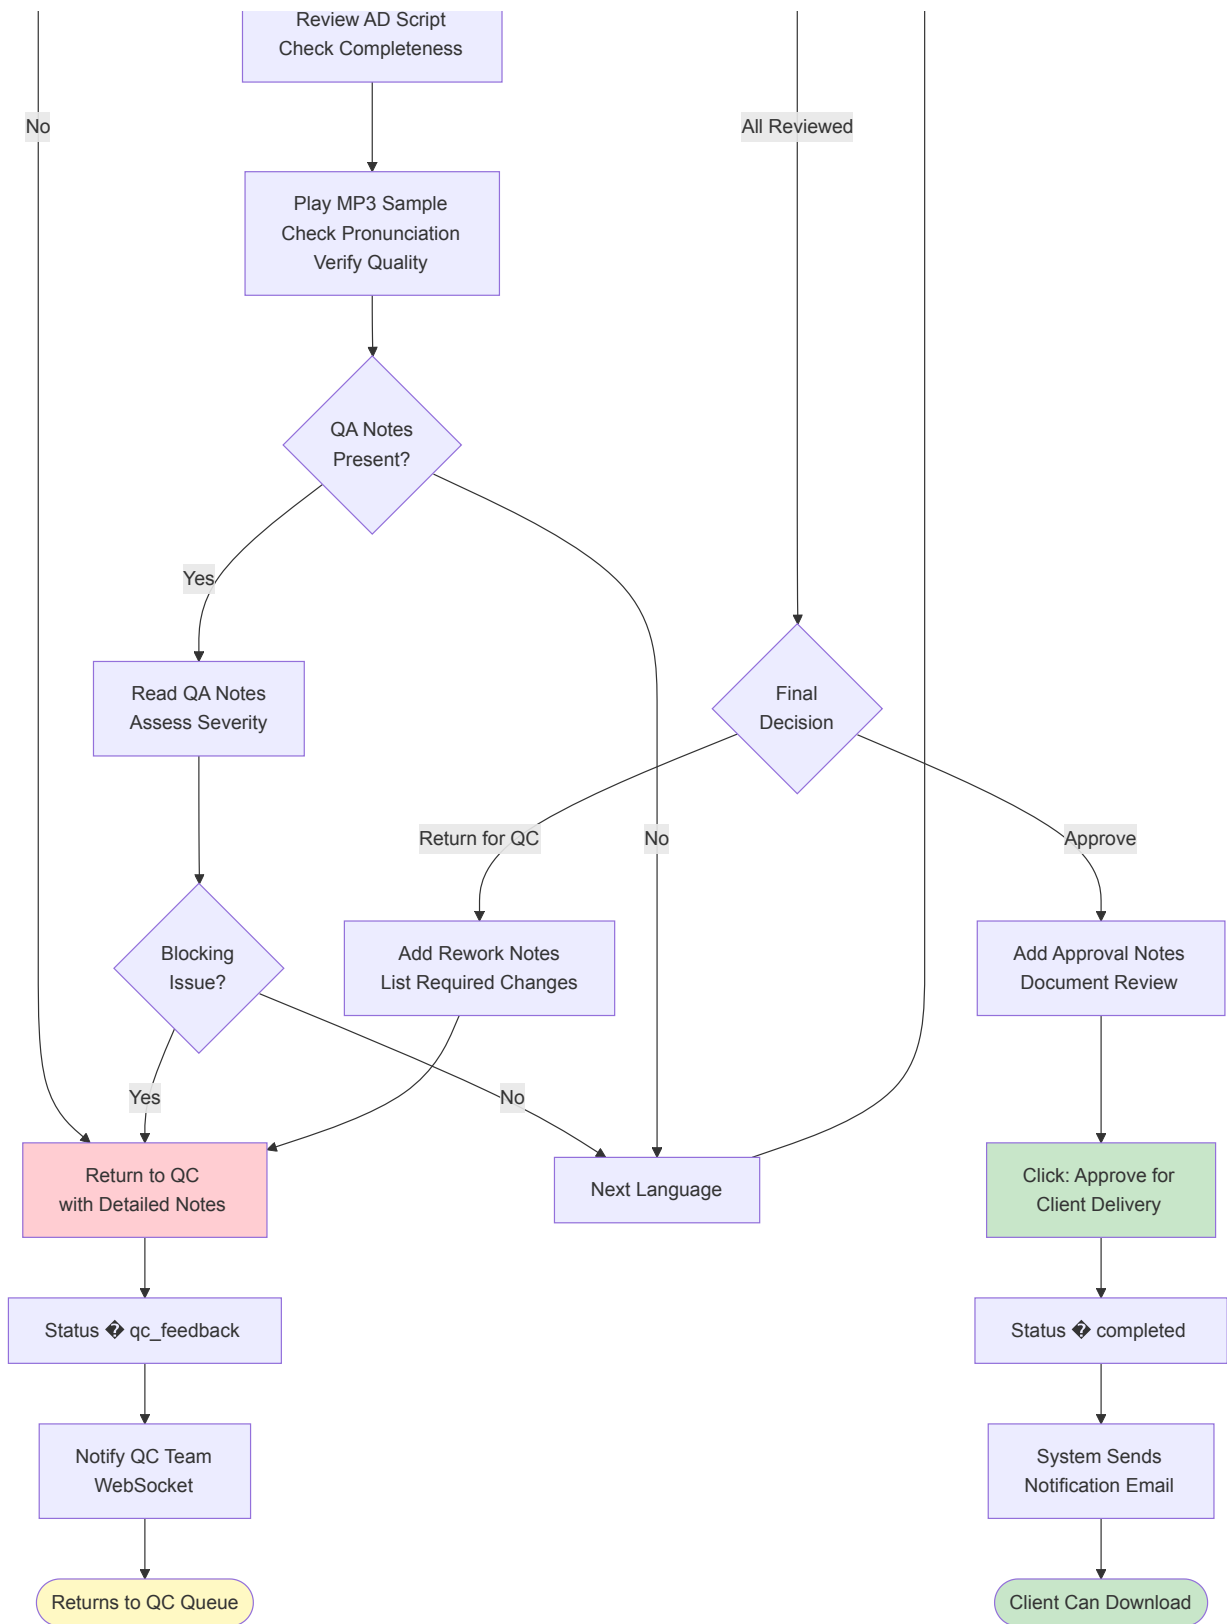 Review AD Script
Check Completeness
No
All Reviewed
Play MP3 Sample
Check Pronunciation
Verify Quality
QA Notes
Present?
Yes
Read QA Notes
Assess Severity
Final
Decision
Return for QC
No
Approve
Blocking
Issue?
Add Rework Notes
List Required Changes
Add Approval Notes
Document Review
Yes
No
Return to QC
with Detailed Notes
Next Language
Click: Approve for
Client Delivery
Status � qc_feedback
Status � completed
Notify QC Team
WebSocket
System Sends
Notification Email
Returns to QC Queue
Client Can Download